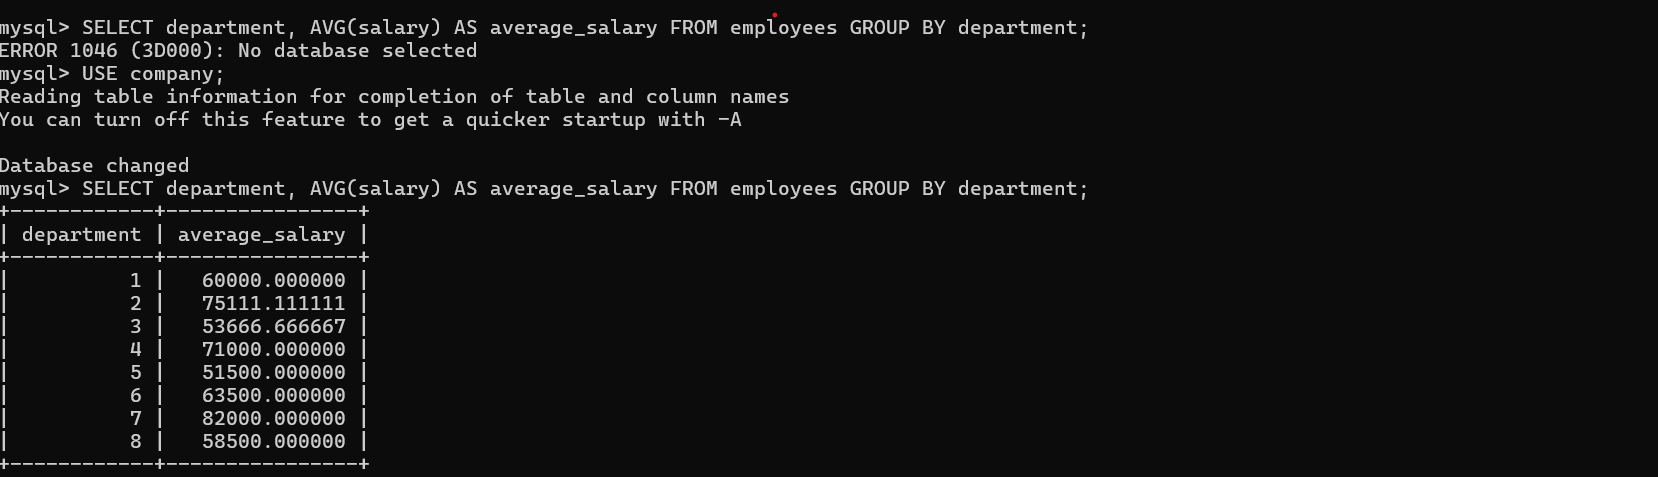 mysql> SELECT department, AVG(salary) AS average_salary FROM employees GROUP BY department;
ERROR 1046 (3D000): No database selected
mysql> USE company;
Reading table information for completion of table and column names
You can turn off this feature to get a quicker startup with -A

Database changed
mysql> SELECT department, AVG(salary) AS average_salary FROM employees GROUP BY department;
+------------+----------------+
| department | average_salary |
+------------+----------------+
|          1 |   60000.000000 |
|          2 |   75111.111111 |
|          3 |   53666.666667 |
|          4 |   71000.000000 |
|          5 |   51500.000000 |
|          6 |   63500.000000 |
|          7 |   82000.000000 |
|          8 |   58500.000000 |
+------------+----------------+